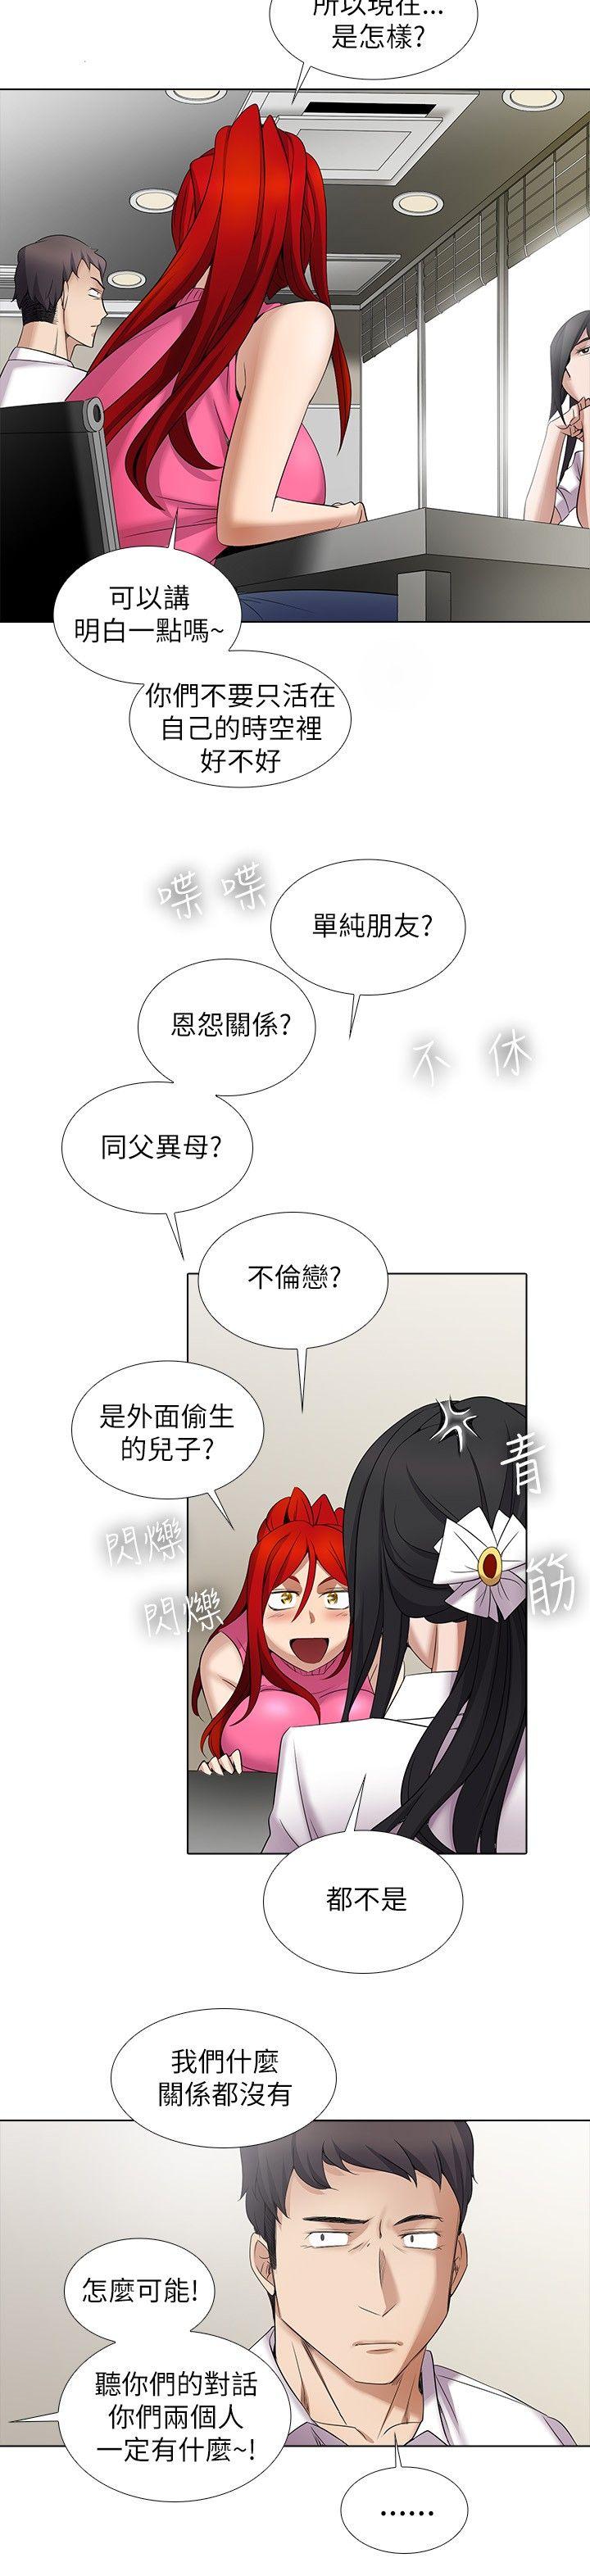 所以現在...
是怎樣?
可以講
明白一點嗎~
你們不要只活在
自己的時空裡
好不好
喋喋
單純朋友?
恩怨關係?
不休
同父異母?
不倫戀?
是外面偷生
的兒子?
青
筋
閃爍
閃爍
都不是
我們什麼
關係都沒有
怎麼可能!
聽你們的對話
你們兩個人
一定有什麼~!
......